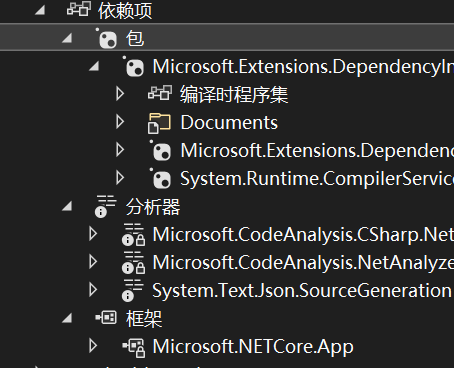 依赖项
包
Microsoft.Extensions.DependencyIn
编译时程序集
Documents
Microsoft.Extensions.Dependenc
System.Runtime.CompilerService
分析器
Microsoft.CodeAnalysis.CSharp.Net
Microsoft.CodeAnalysis.NetAnalyze
System.Text.Json.SourceGeneration
框架
Microsoft.NETCore.App